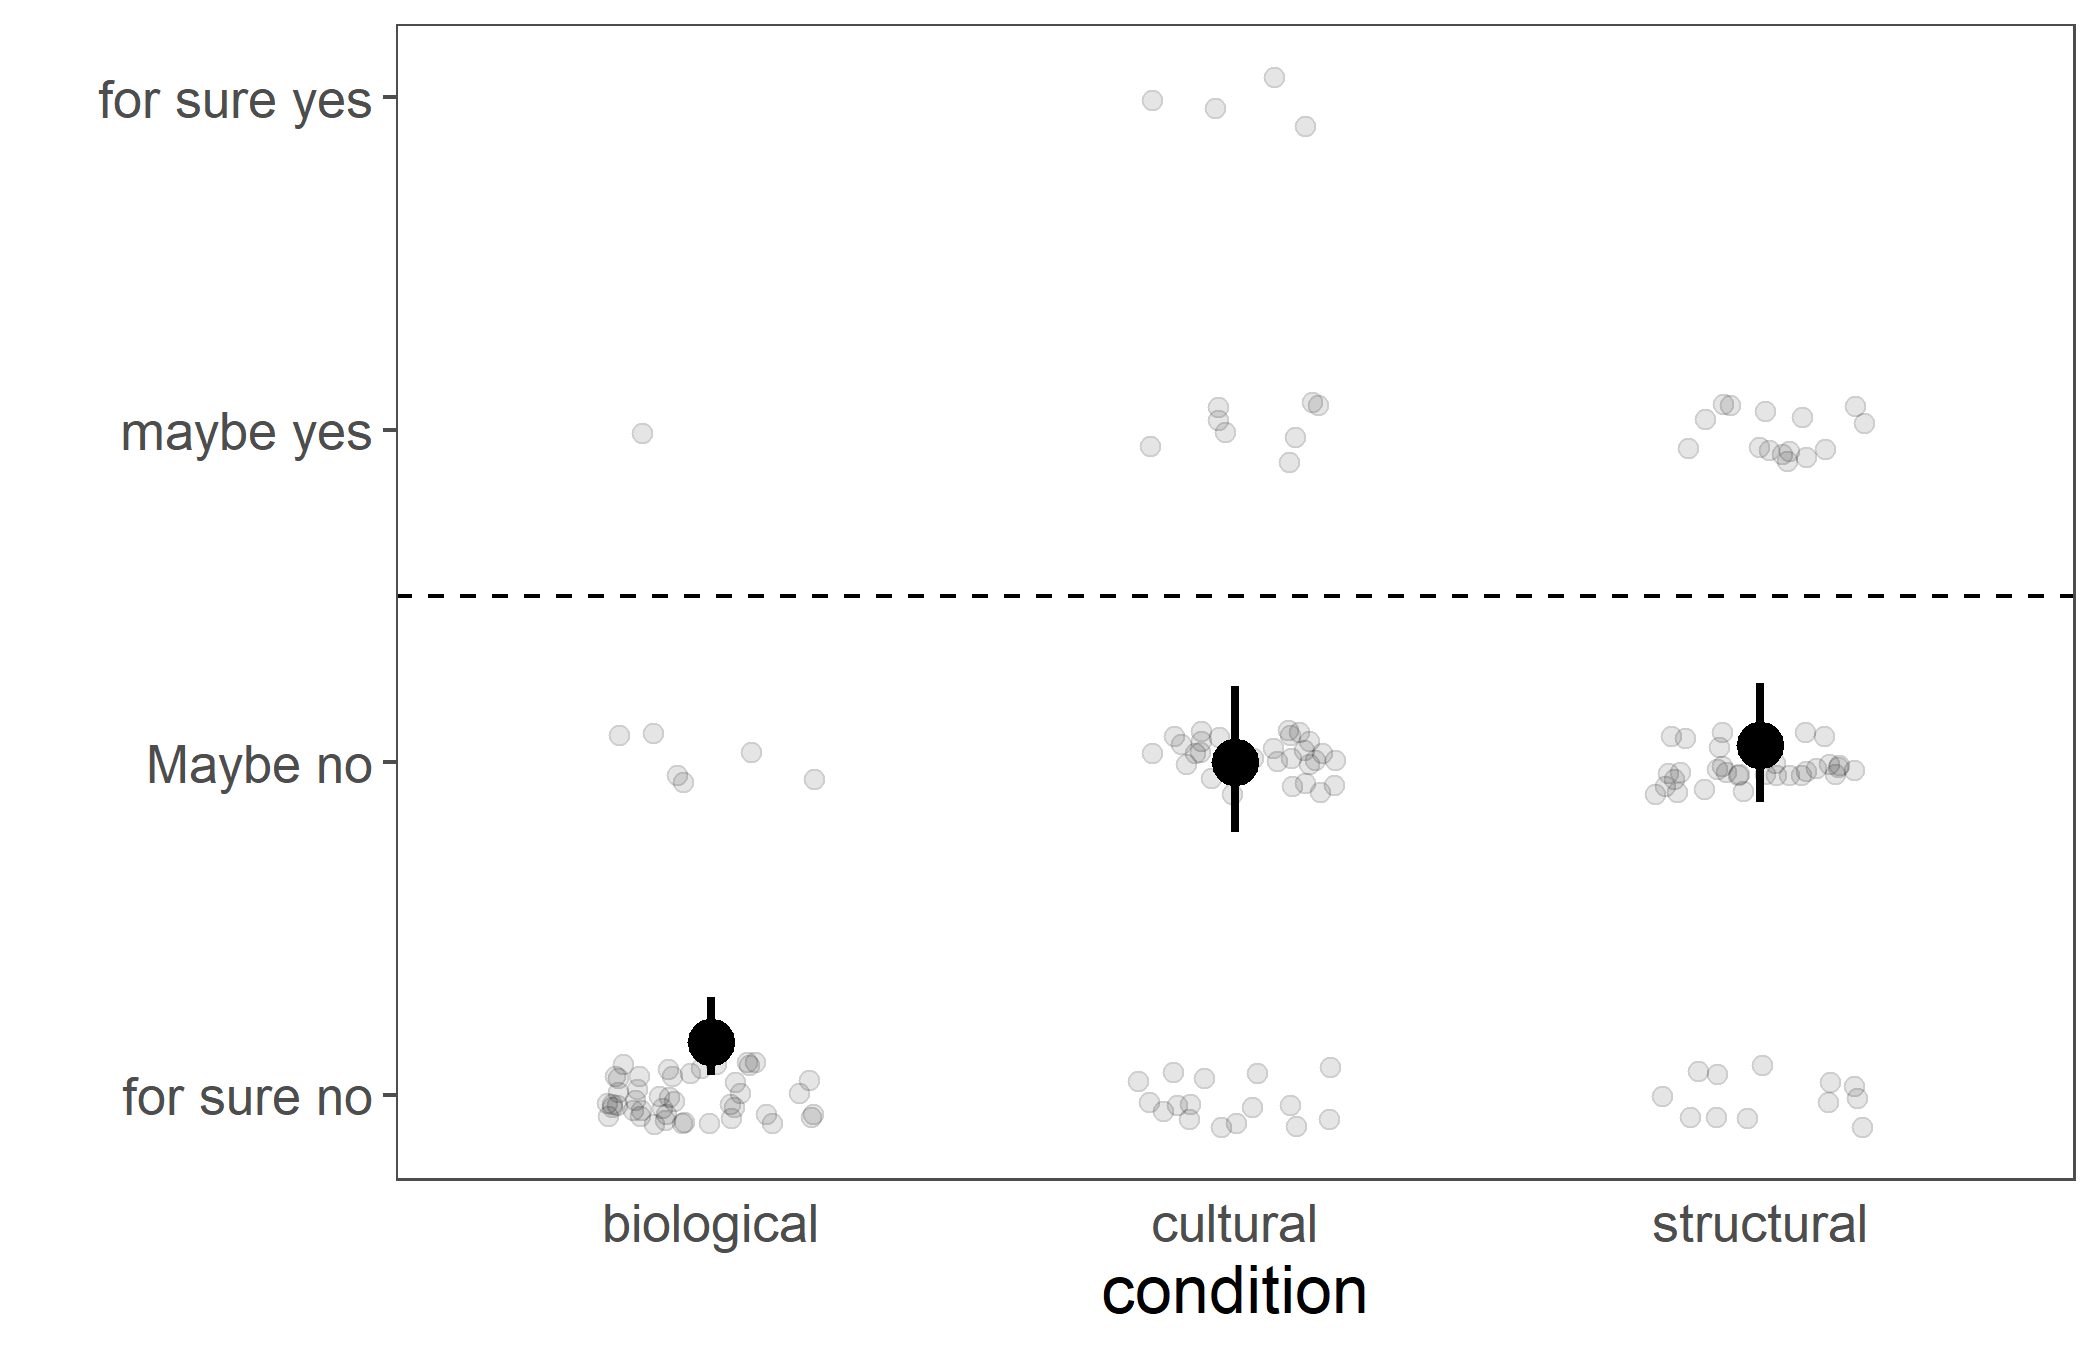 for sure yes
maybe yes
Maybe no
for sure no
biological cultural structural
condition